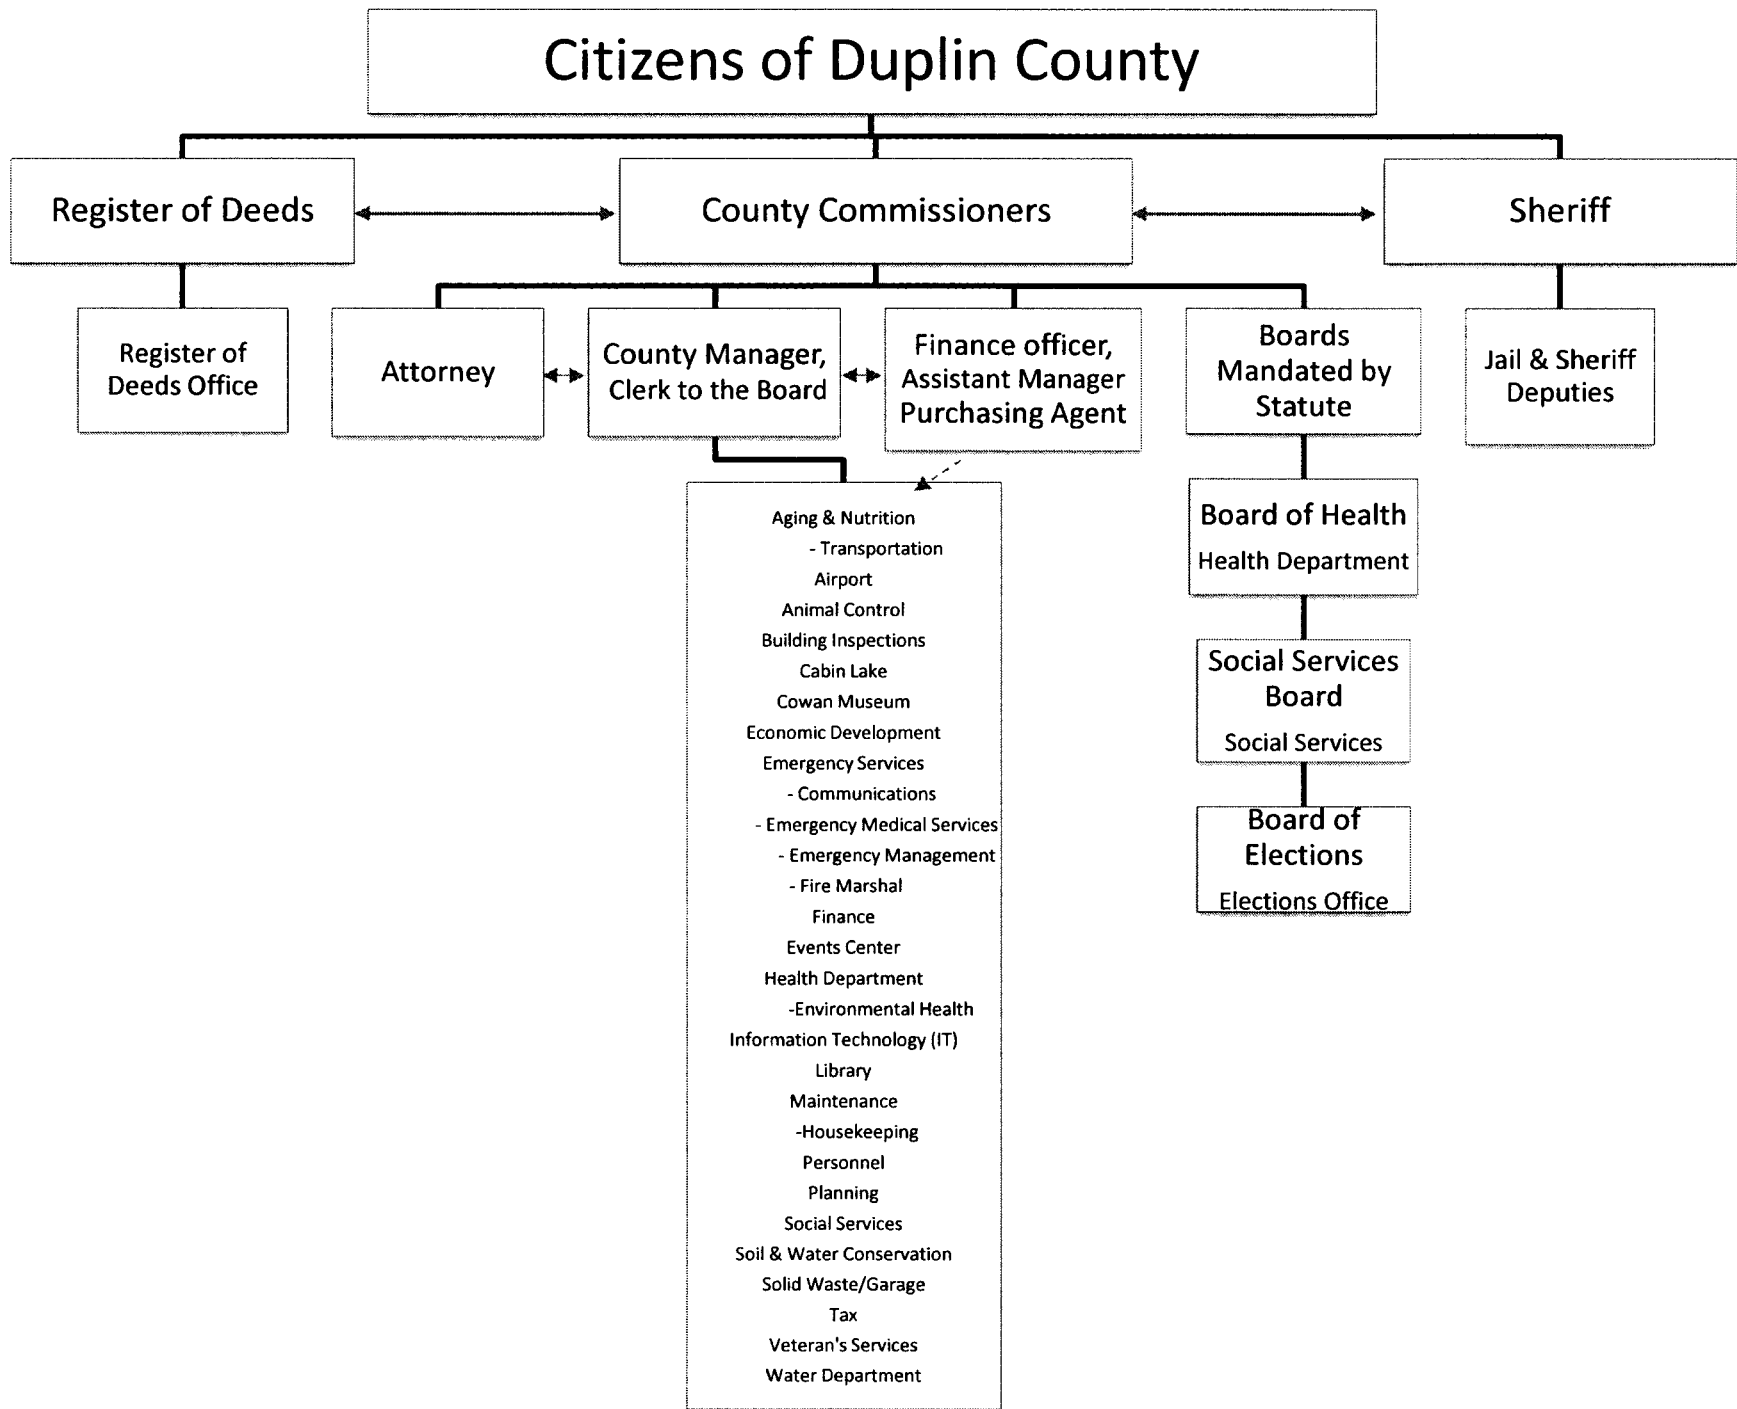 Citizens of Duplin County
Register of Deeds
County Commissioners
Sheriff
Register of
Deeds Office
Attorney
County Manager,
Clerk to the Board
Finance officer,
Assistant Manager
Purchasing Agent
Boards
Mandated by
Statute
Jail & Sheriff
Deputies
Aging & Nutrition
- Transportation
Airport
Animal Control
Building Inspections
Cabin Lake
Cowan Museum
Economic Development
Emergency Services
- Communications
- Emergency Medical Services
- Emergency Management
- Fire Marshal
Finance
Events Center
Health Department
-Environmental Health
Information Technology (IT)
Library
Maintenance
-Housekeeping
Personnel
Planning
Social Services
Soil & Water Conservation
Solid Waste/Garage
Tax
Veteran's Services
Water Department
Board of Health
Health Department
Social Services
Board
Social Services
Board of
Elections
Elections Office